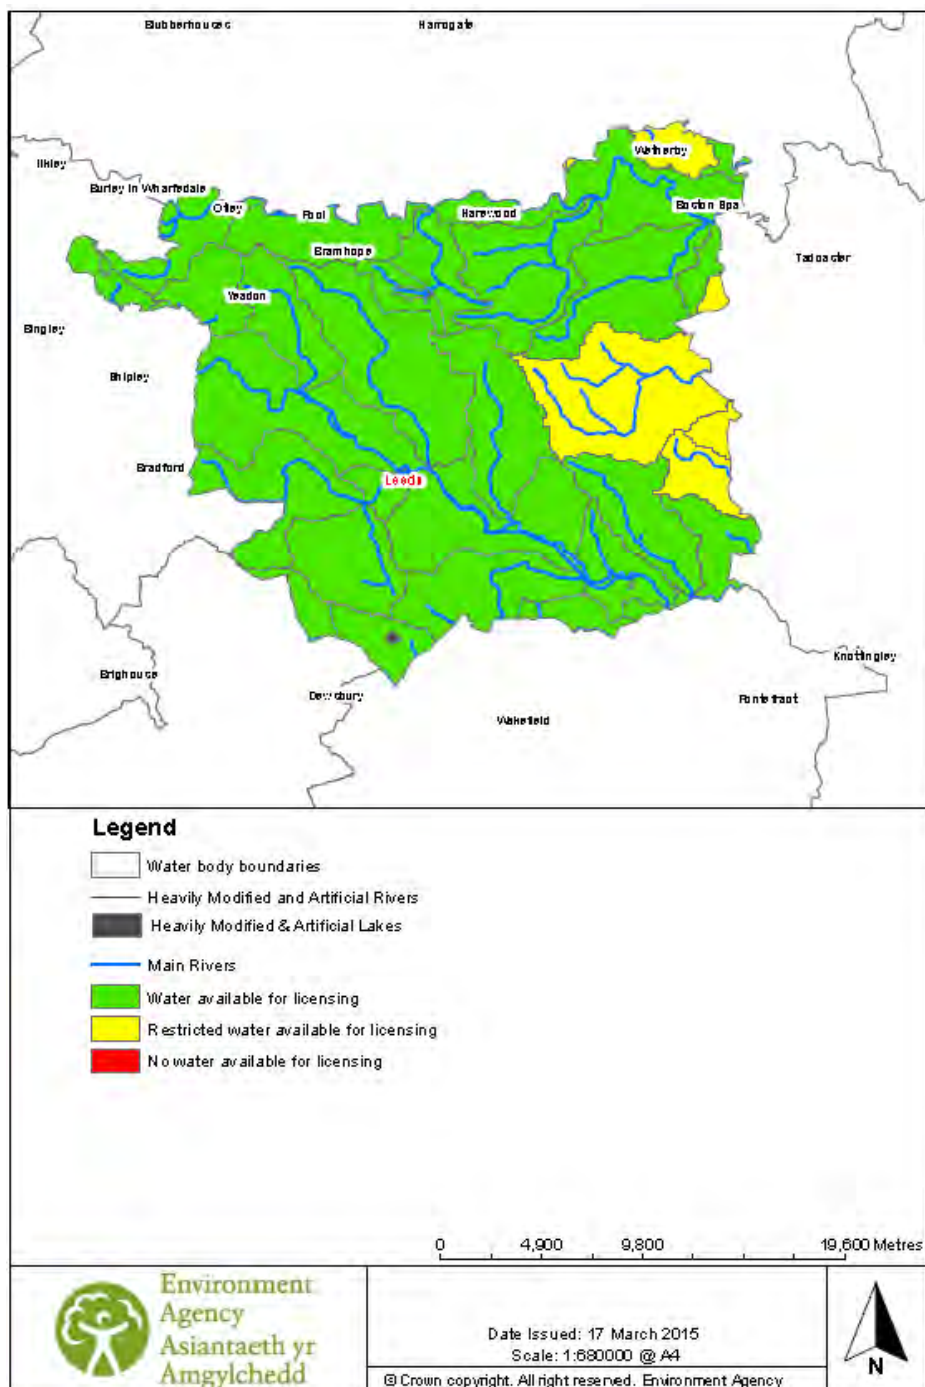 Blubberhouses
Harrogate
Ilkley
Wetherby
Burley in Wharfedale
Otley
Pool
Harewood
Boston Spa
Bramhope
Tadcaster
Yeadon
Bingley
Shipley
Bradford
Leeds
Knottingley
Brighouse
Dewsbury
Pontefract
Wakefield
Legend
Water body boundaries
Heavily Modified and Artificial Rivers
Heavily Modified & Artificial Lakes
Main Rivers
Water available for licensing
Restricted water available for licensing
No water available for licensing
0 4,900 9,800 19,600 Metres
Environment
Agency
Asiantaeth yr
Amgylchedd
Date Issued: 17 March 2015
Scale: 1:680000 @ A4
© Crown copyright. All right reserved. Environment Agency
N